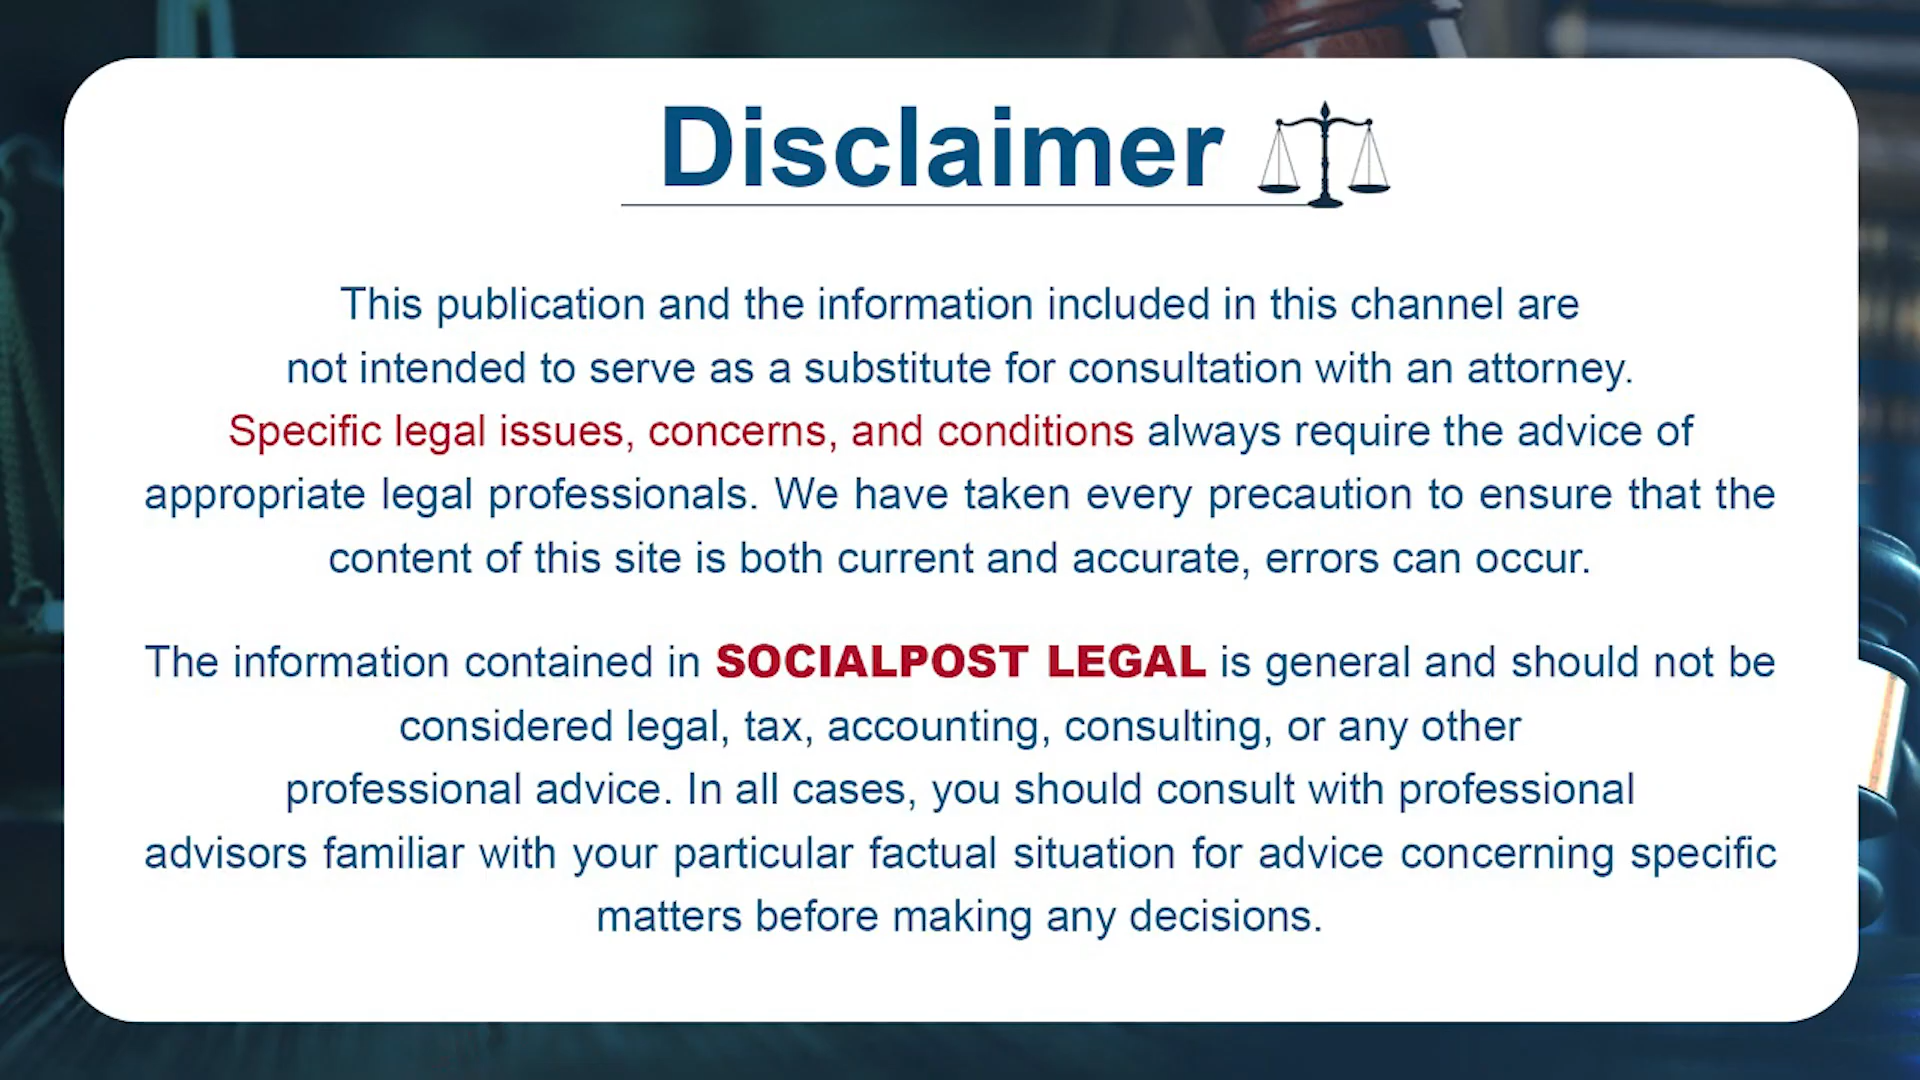 Disclaimer
This publication and the information included in this channel are
not intended to serve as a substitute for consultation with an attorney.
Specific legal issues, concerns, and conditions always require the advice of
appropriate legal professionals. We have taken every precaution to ensure that the
content of this site is both current and accurate, errors can occur.
The information contained in SOCIALPOST LEGAL is general and should not be
considered legal, tax, accounting, consulting, or any other
professional advice. In all cases, you should consult with professional
advisors familiar with your particular factual situation for advice concerning specific
matters before making any decisions.